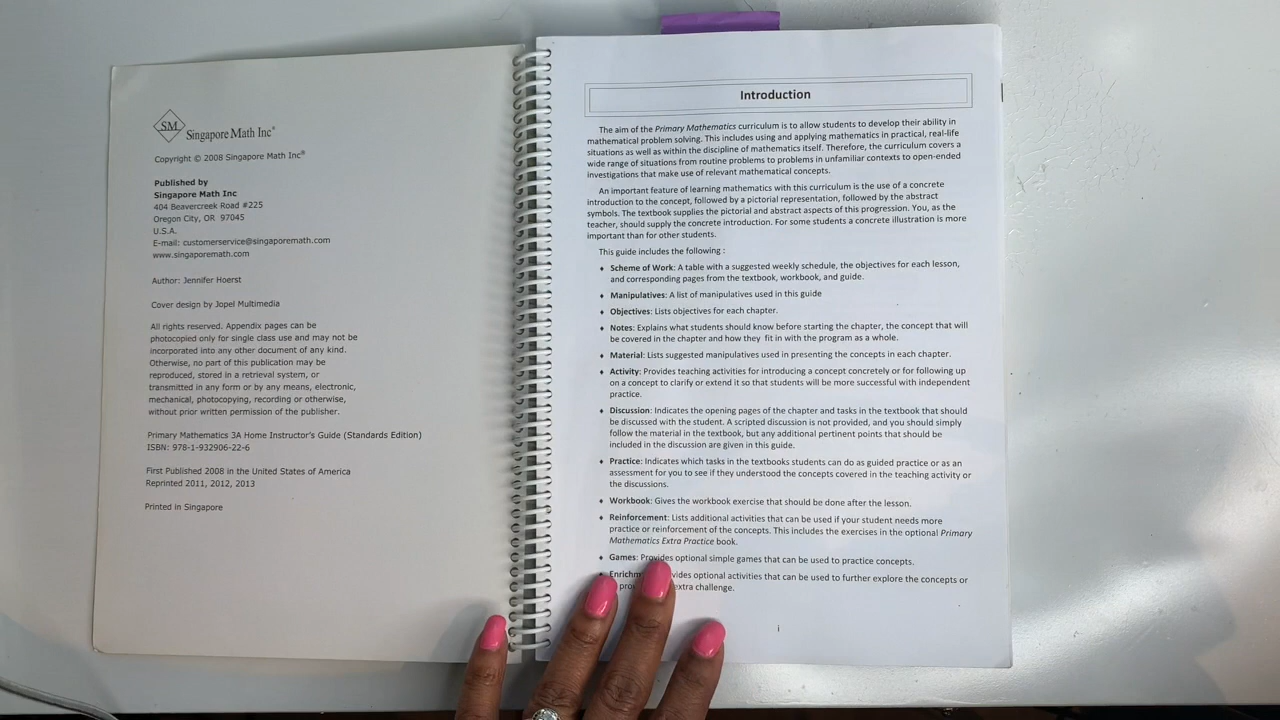 SM
Singapore Math Inc®
Copyright © 2008 Singapore Math Inc®
Published by
Singapore Math Inc
404 Beavercreek Road #225
Oregon City, OR 97045
U.S.A.
E-mail: customerservice@singaporemath.com
www.singaporemath.com
Author: Jennifer Hoerst
Cover design by Jopel Multimedia
All rights reserved. Appendix pages can be
photocopied only for single class use and may not be
incorporated into any other document of any kind.
Otherwise, no part of this publication may be
reproduced, stored in a retrieval system, or
transmitted in any form or by any means, electronic,
mechanical, photocopying, recording or otherwise,
without prior written permission of the publisher.
Primary Mathematics 3A Home Instructor's Guide (Standards Edition)
ISBN: 978-1-932906-22-6
First Published 2008 in the United States of America
Reprinted 2011, 2012, 2013
Printed in Singapore
Introduction
The aim of the Primary Mathematics curriculum is to allow students to develop their ability in
mathematical problem solving. This includes using and applying mathematics in practical, real-life
situations as well as within the discipline of mathematics itself. Therefore, the curriculum covers a
wide range of situations from routine problems to problems in unfamiliar contexts to open-ended
investigations that make use of relevant mathematical concepts.
An important feature of learning mathematics with this curriculum is the use of a concrete
introduction to the concept, followed by a pictorial representation, followed by the abstract
symbols. The textbook supplies the pictorial and abstract aspects of this progression. You, as the
teacher, should supply the concrete introduction. For some students a concrete illustration is more
important than for other students.
This guide includes the following :
♦ Scheme of Work: A table with a suggested weekly schedule, the objectives for each lesson,
and corresponding pages from the textbook, workbook, and guide.
♦ Manipulatives: A list of manipulatives used in this guide
♦ Objectives: Lists objectives for each chapter.
♦ Notes: Explains what students should know before starting the chapter, the concept that will
be covered in the chapter and how they fit in with the program as a whole.
♦ Material: Lists suggested manipulatives used in presenting the concepts in each chapter.
♦ Activity: Provides teaching activities for introducing a concept concretely or for following up
on a concept to clarify or extend it so that students will be more successful with independent
practice.
♦ Discussion: Indicates the opening pages of the chapter and tasks in the textbook that should
be discussed with the student. A scripted discussion is not provided, and you should simply
follow the material in the textbook, but any additional pertinent points that should be
included in the discussion are given in this guide.
♦ Practice: Indicates which tasks in the textbooks students can do as guided practice or as an
assessment for you to see if they understood the concepts covered in the teaching activity or
the discussions.
♦ Workbook: Gives the workbook exercise that should be done after the lesson.
♦ Reinforcement: Lists additional activities that can be used if your student needs more
practice or reinforcement of the concepts. This includes the exercises in the optional Primary
Mathematics Extra Practice book.
♦ Games: Provides optional simple games that can be used to practice concepts.
optional activities that can be used to further explore the concepts or
extra challenge.
i